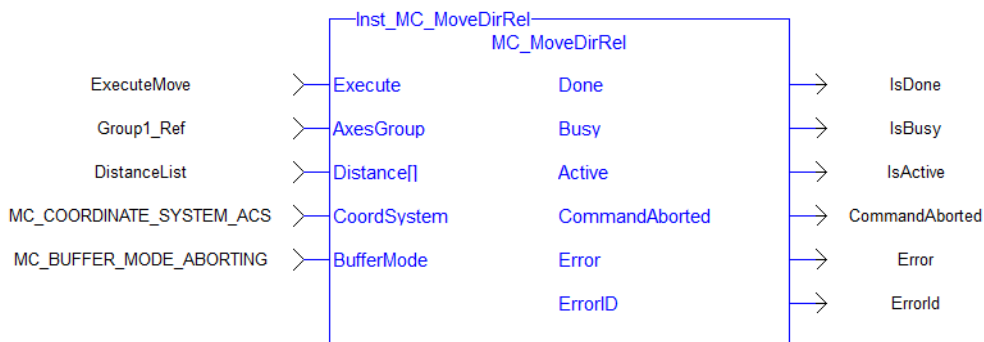 Inst_MC_MoveDirRel
MC_MoveDirRel
ExecuteMove Execute Done IsDone
Group1_Ref AxesGroup Busy IsBusy
DistanceList Distance[] Active IsActive
MC_COORDINATE_SYSTEM_ACS CoordSystem CommandAborted CommandAborted
MC_BUFFER_MODE_ABORTING BufferMode Error Error
ErrorID ErrorId